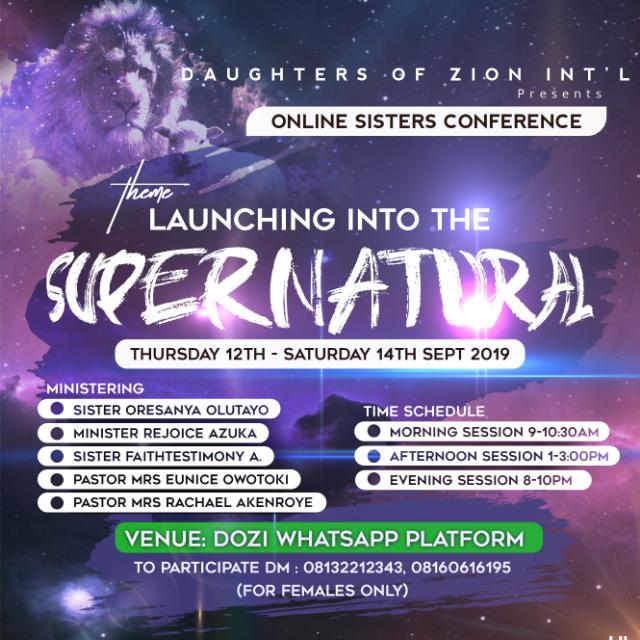 DAUGHTERS OF ZION INT'L
Presents
ONLINE SISTERS CONFERENCE
theme
LAUNCHING INTO THE
SUPERNATURAL
THURSDAY 12TH - SATURDAY 14TH SEPT 2019
MINISTERING
SISTER ORESANYA OLUTAYO
MINISTER REJOICE AZUKA
SISTER FAITHTESTIMONY A.
PASTOR MRS EUNICE OWOTOKI
PASTOR MRS RACHAEL AKENROYE
TIME SCHEDULE
MORNING SESSION 9-10:30AM
AFTERNOON SESSION 1-3:00PM
EVENING SESSION 8-10PM
VENUE: DOZI WHATSAPP PLATFORM
TO PARTICIPATE DM : 08132212343, 08160616195
(FOR FEMALES ONLY)